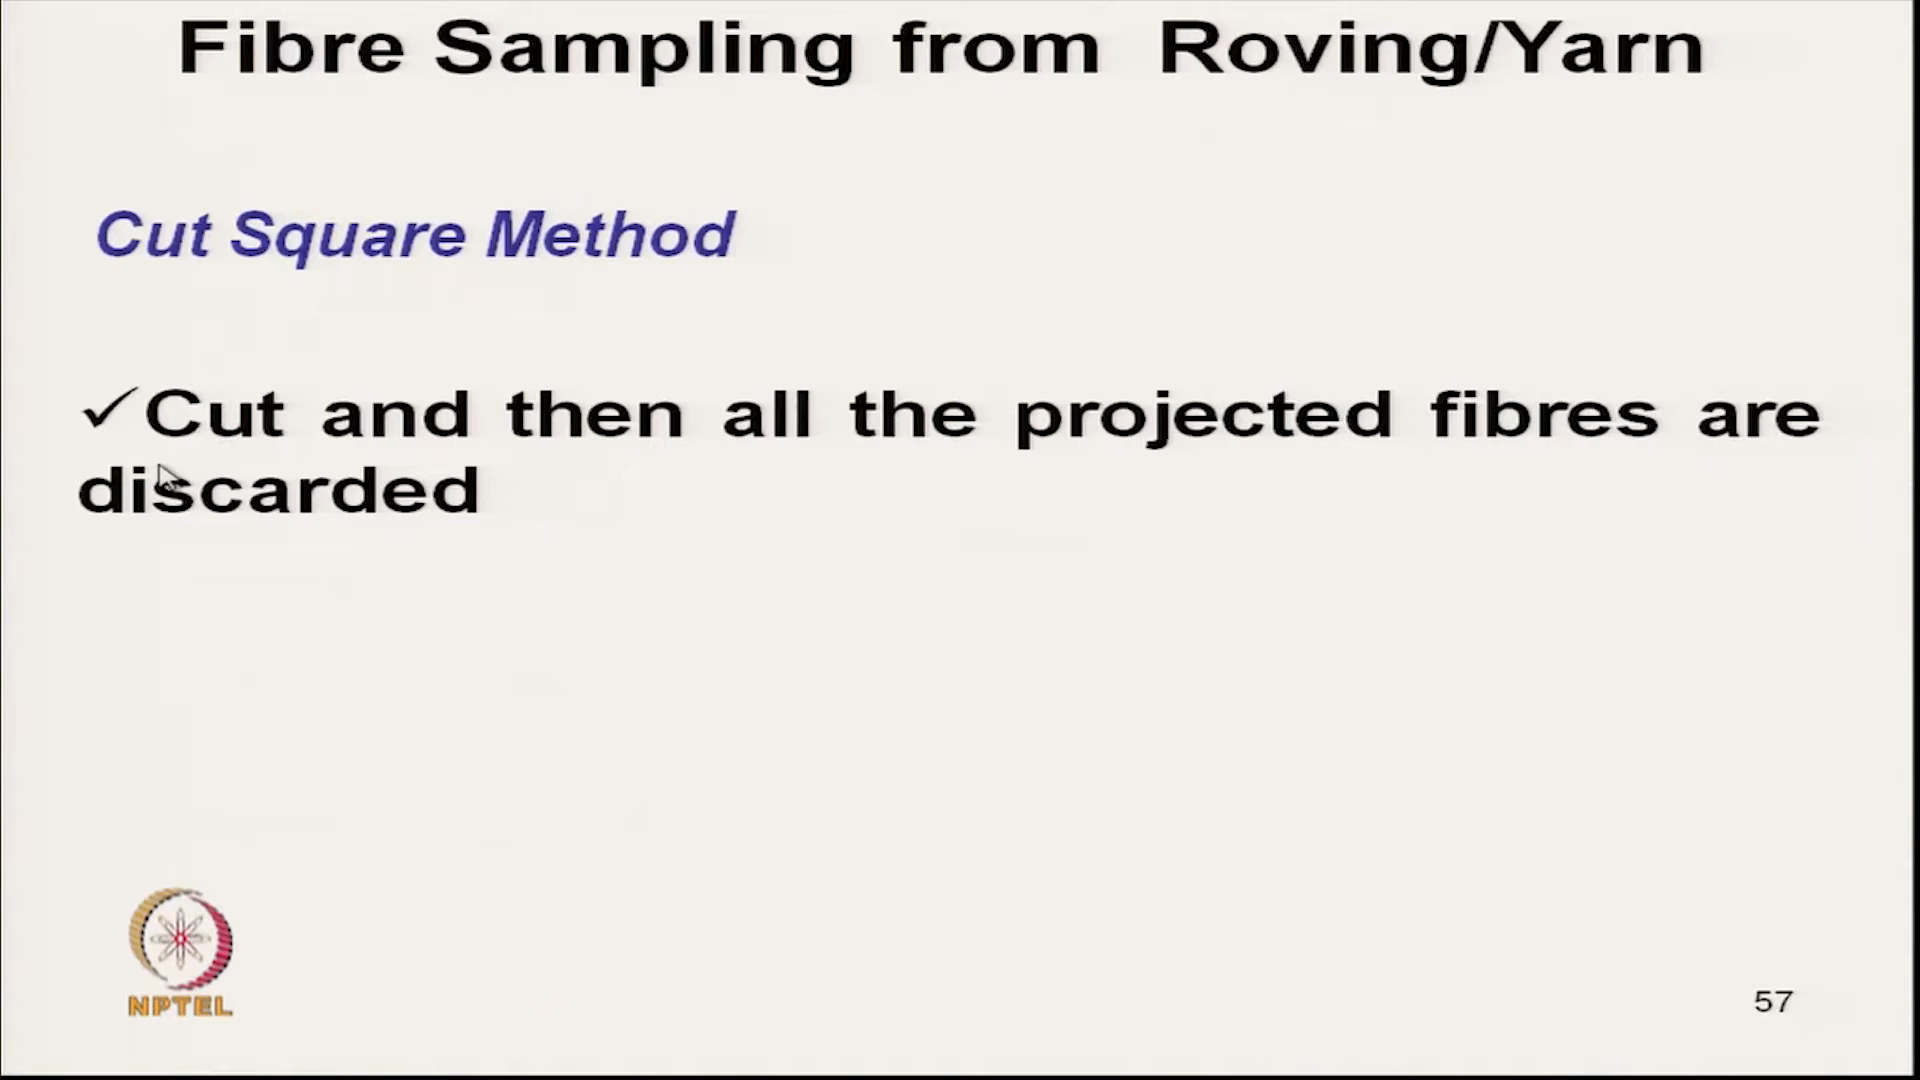 Fibre Sampling from Roving/Yarn
Cut Square Method
✓Cut and then all the projected fibres are
discarded
NPTEL
57